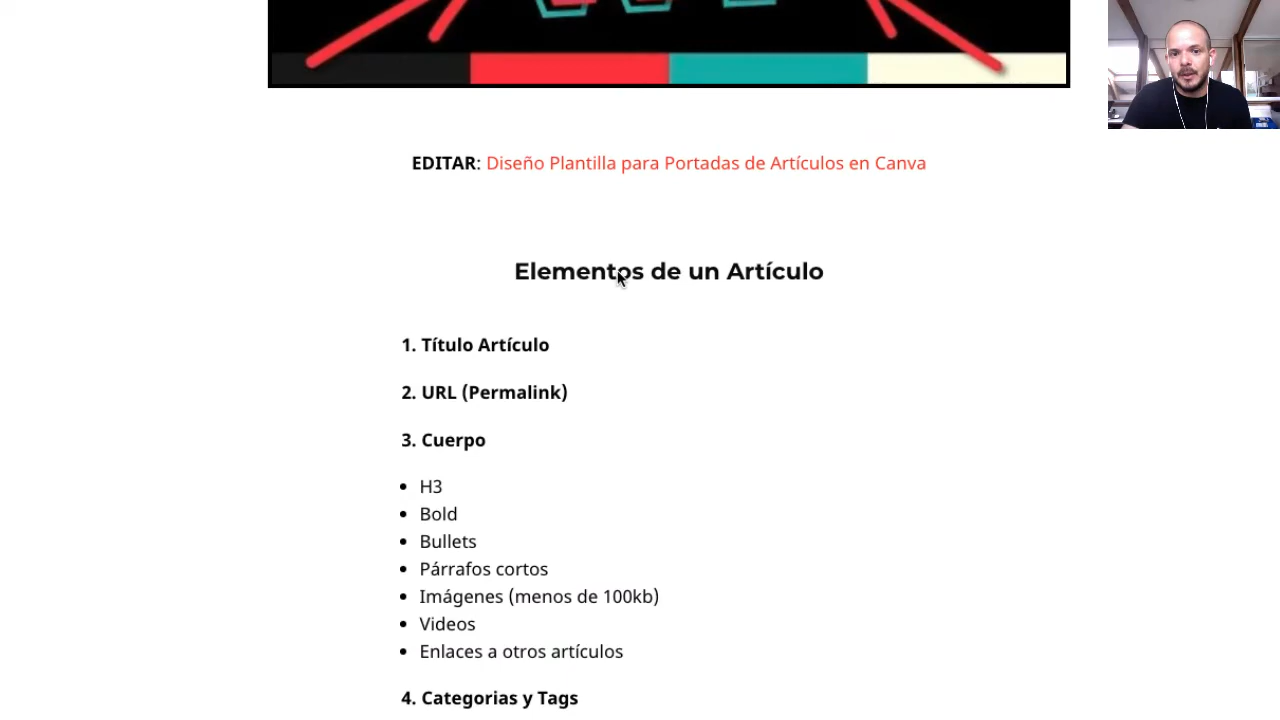 EDITAR: Diseño Plantilla para Portadas de Artículos en Canva
Elementos de un Artículo
1. Título Artículo
2. URL (Permalink)
3. Cuerpo
• H3
• Bold
• Bullets
• Párrafos cortos
• Imágenes (menos de 100kb)
• Videos
• Enlaces a otros artículos
4. Categorias y Tags